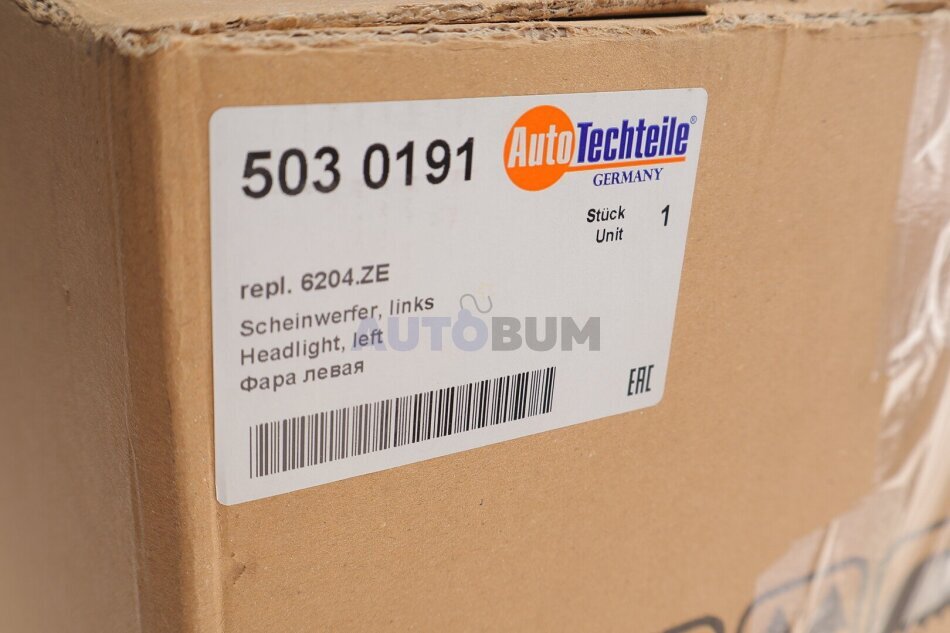 503 0191
AutoTechteile®
GERMANY
Stück 1
Unit
repl. 6204.ZE
Scheinwerfer, links
Headlight, left
Фара левая
AUTOBUM
EAC